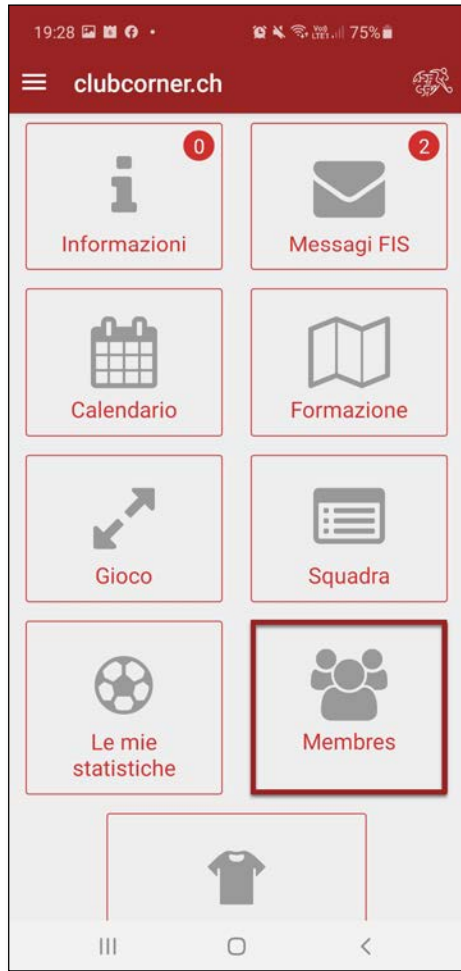 19:28
75%
clubcorner.ch
0
2
Informazioni
Messagi FIS
Calendario
Formazione
Gioco
Squadra
Le mie
statistiche
Membres